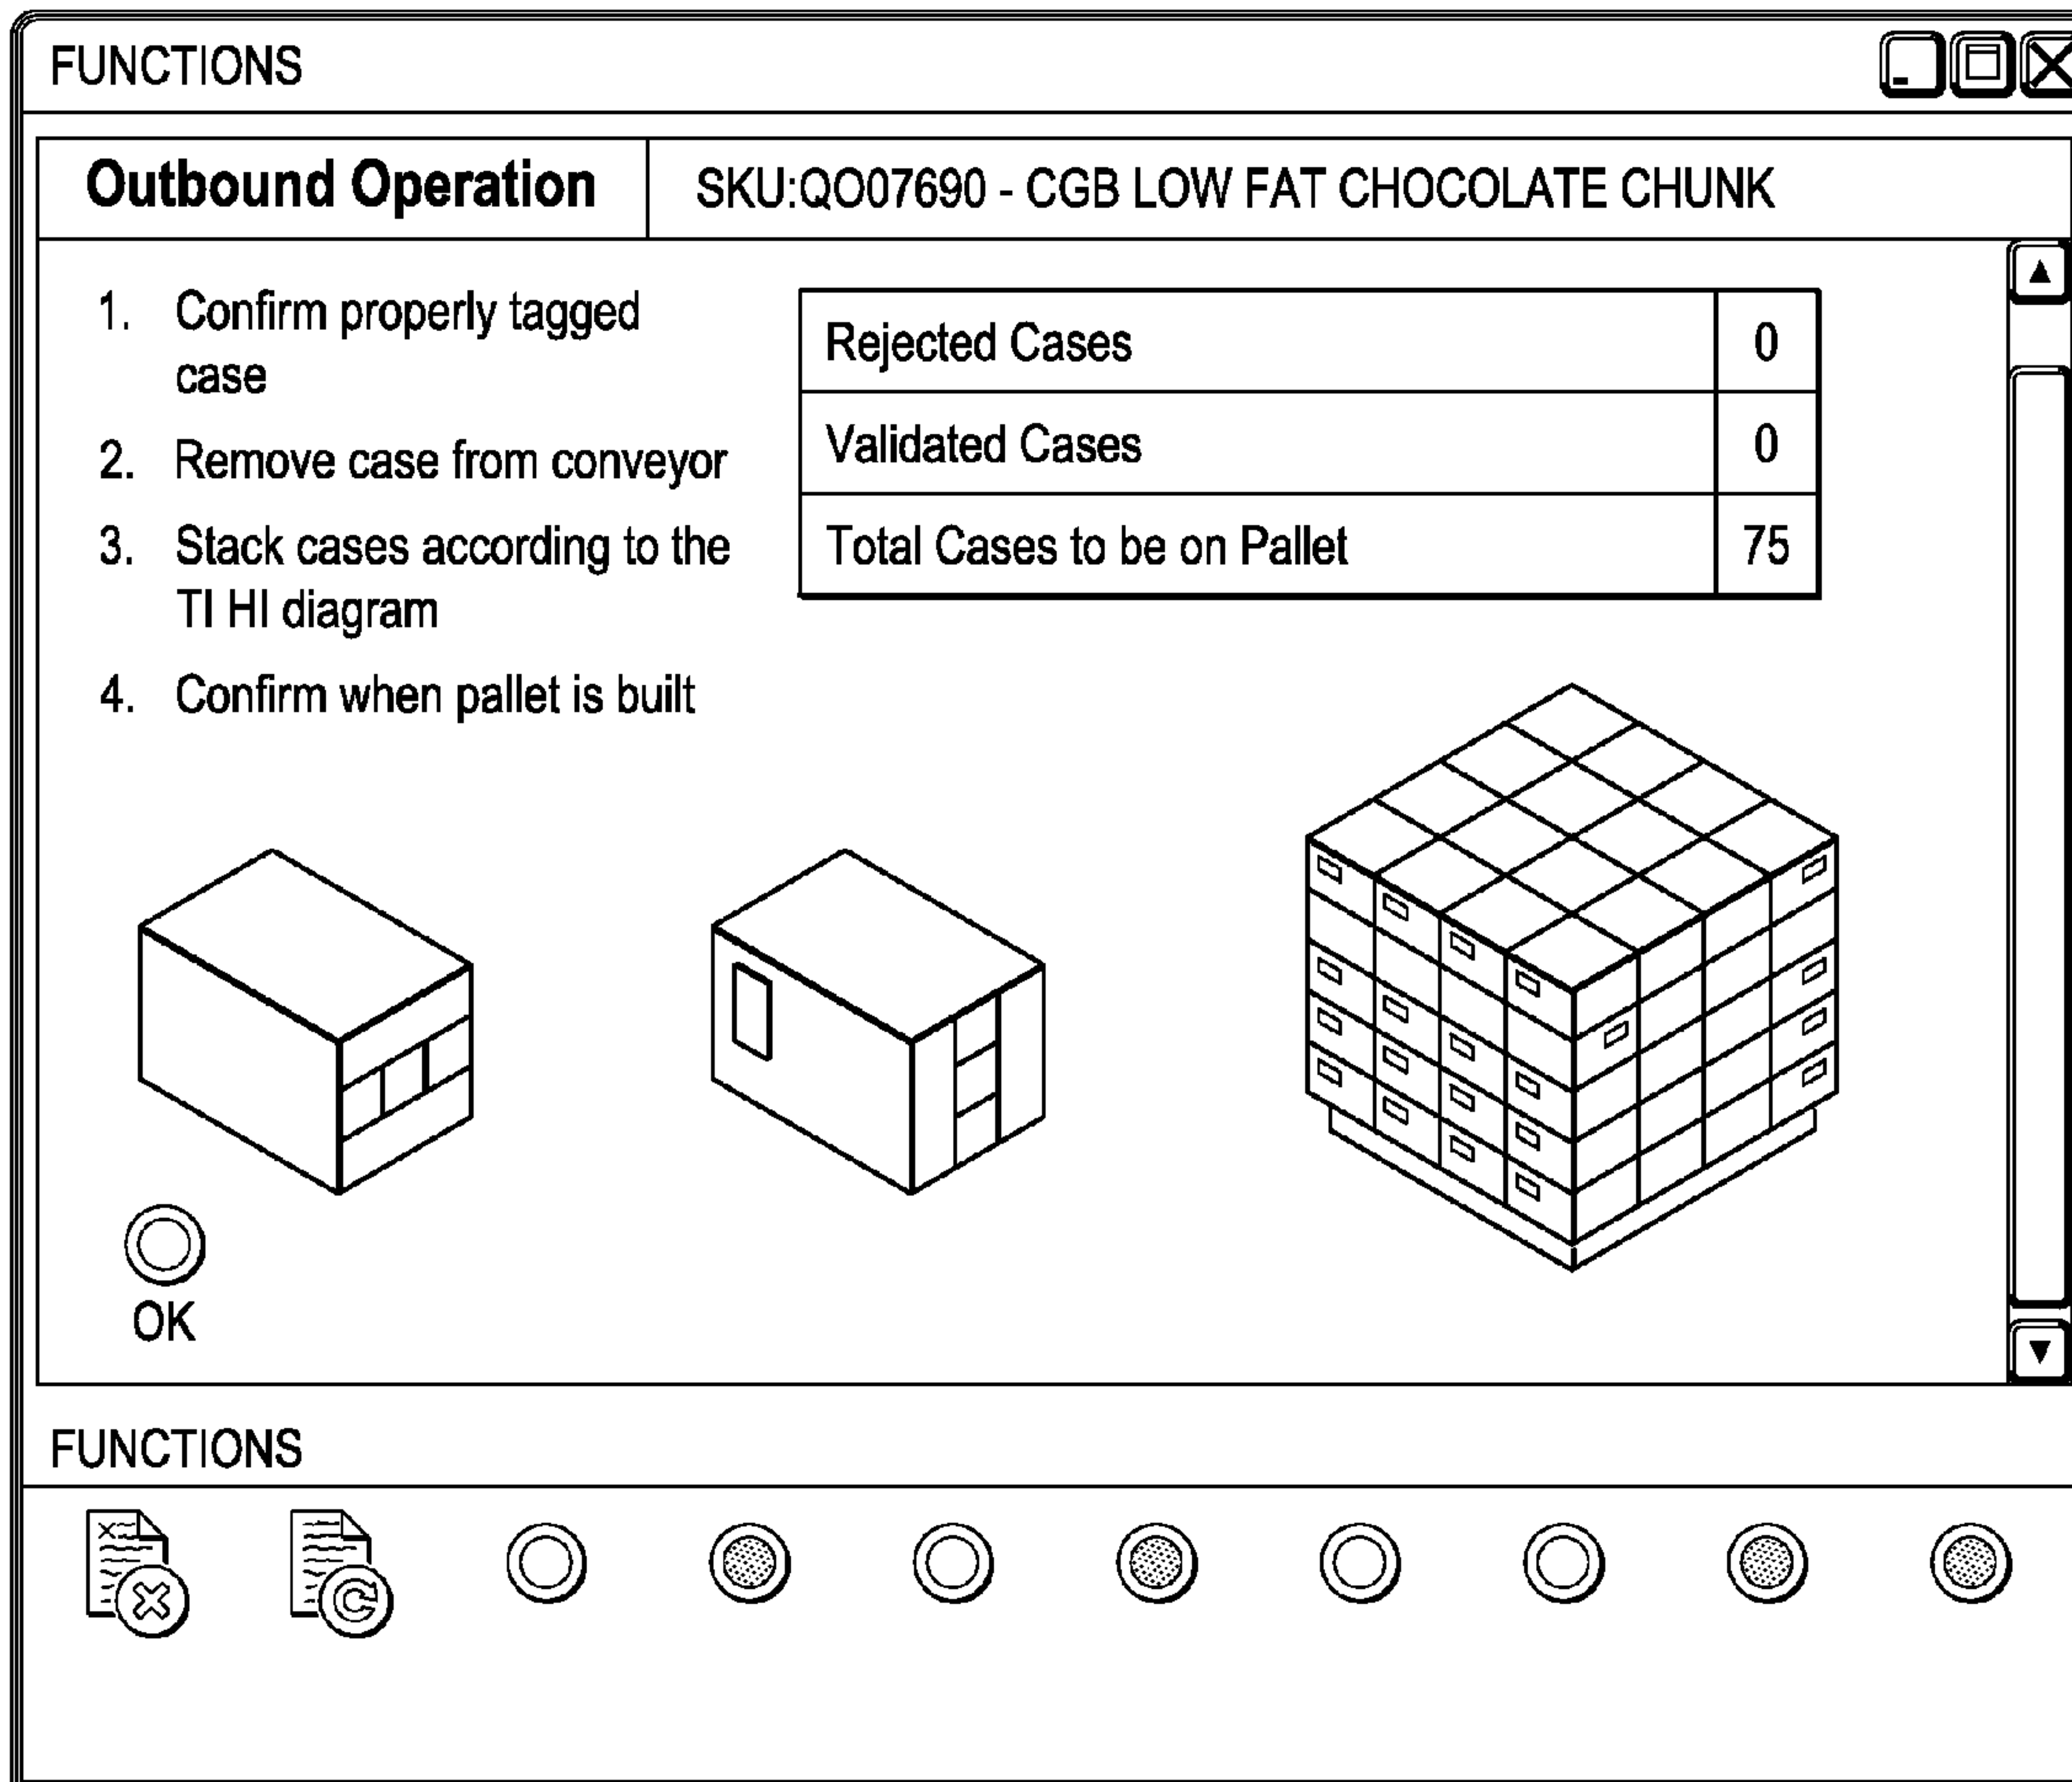 FUNCTIONS
Outbound Operation
SKU:QO07690 - CGB LOW FAT CHOCOLATE CHUNK
1. Confirm properly tagged
case
2. Remove case from conveyor
3. Stack cases according to the
TI HI diagram
4. Confirm when pallet is built
Rejected Cases 0
Validated Cases 0
Total Cases to be on Pallet 75
OK
FUNCTIONS